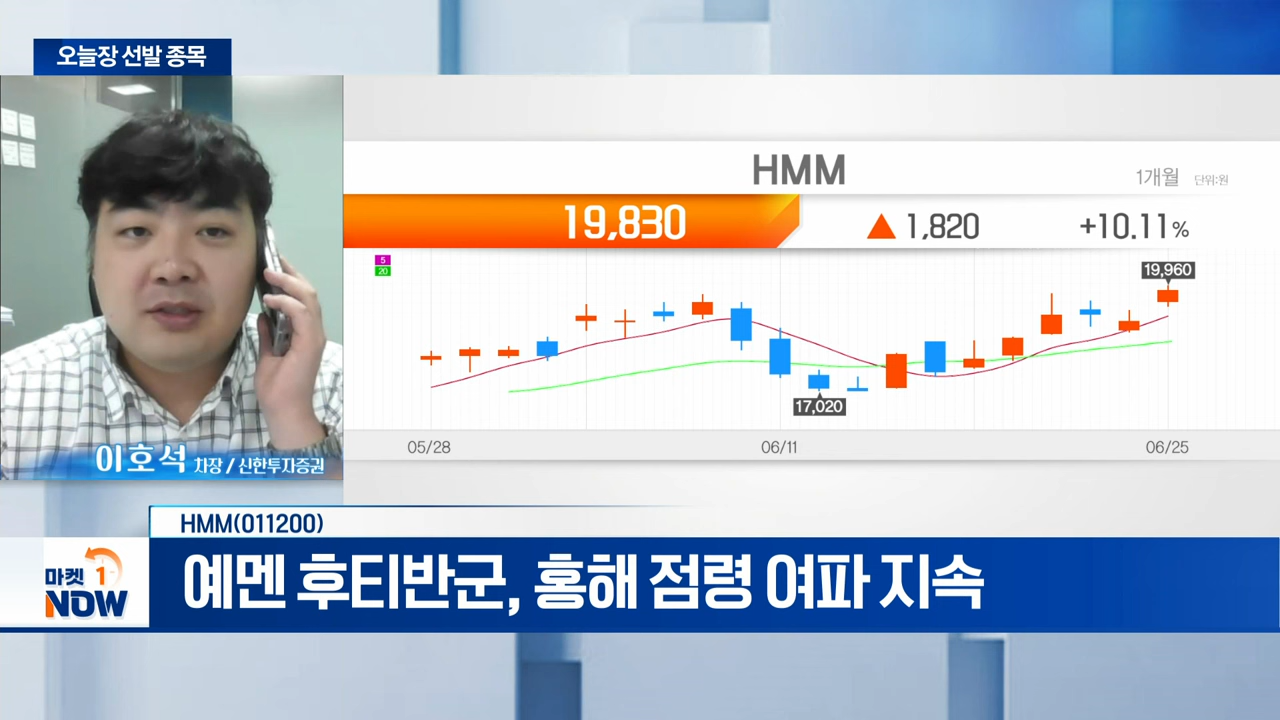 오늘장 선발 종목
HMM
1개월 단위:원
19,830
▲ 1,820
+10.11%
5
20
19,960
17,020
05/28
06/11
06/25
이호석 차장 / 신한투자증권
HMM(011200)
마켓 1
NOW
예멘 후티반군, 홍해 점령 여파 지속